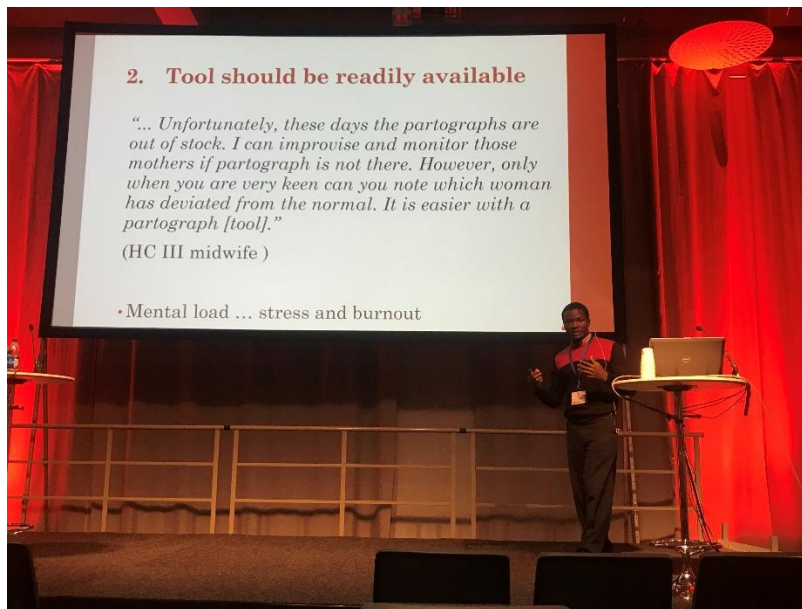 2. Tool should be readily available
“... Unfortunately, these days the partographs are
out of stock. I can improvise and monitor those
mothers if partograph is not there. However, only
when you are very keen can you note which woman
has deviated from the normal. It is easier with a
partograph [tool].”
(HC III midwife )
• Mental load ... stress and burnout